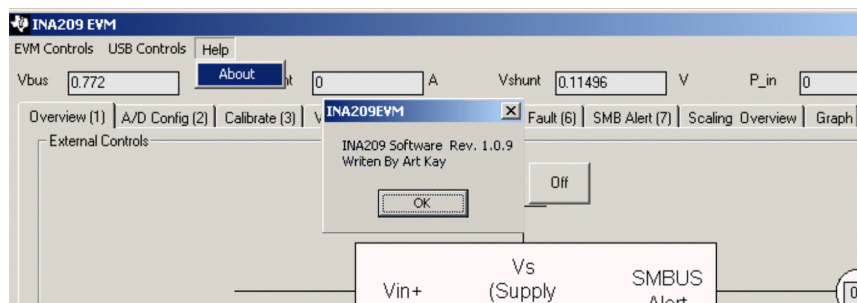 INA209 EVM
EVM Controls USB Controls Help
About
Vbus 0.772 0 A Vshunt 0.11496 V P_in 0
Overview (1) A/D Config (2) Calibrate (3) Fault (6) SMB Alert (7) Scaling Overview Graph
INA209EVM
External Controls
INA209 Software Rev. 1.0.9
Writen By Art Kay
Off
OK
Vs
Vin+ (Supply SMBUS
Alert